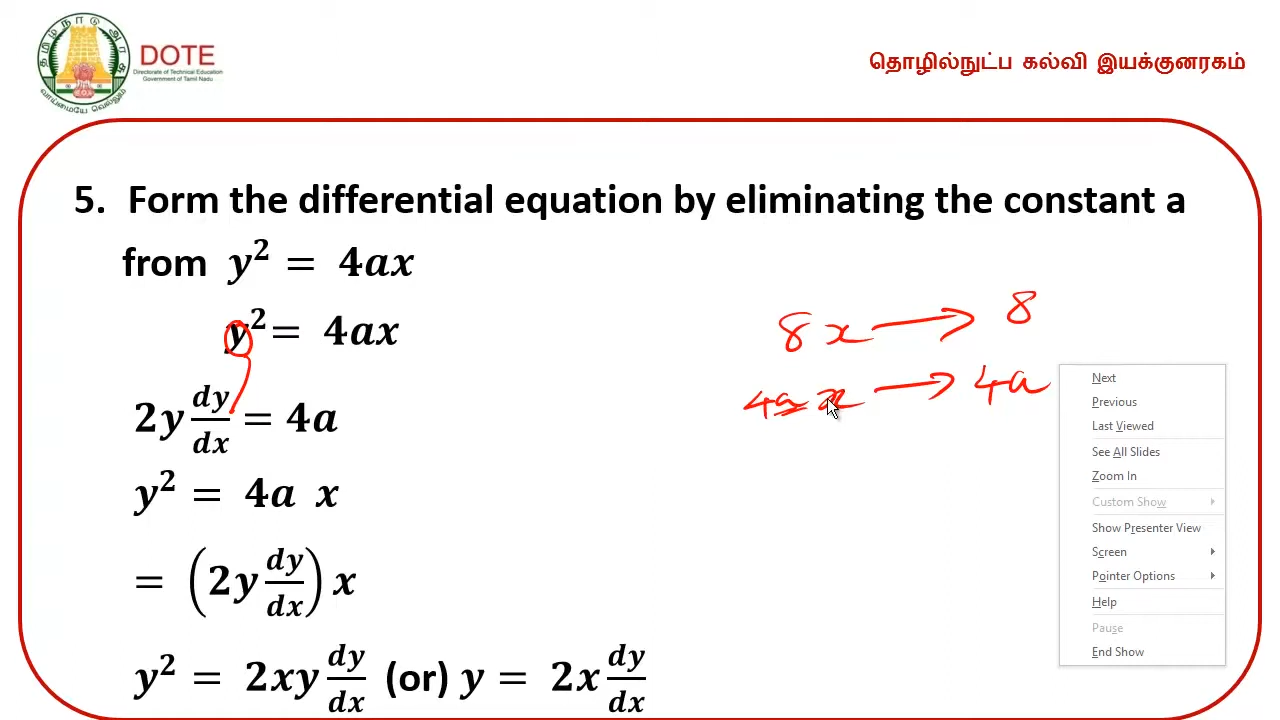 DOTE
Directorate of Technical Education
Government of Tamil Nadu
தொழில்நுட்ப கல்வி இயக்குனரகம்
5. Form the differential equation by eliminating the constant a
from y² = 4ax
y² = 4ax
8x → 8
2y dy/dx = 4a
4ax → 4a
y² = 4a x
= (2y dy/dx) x
y² = 2xy dy/dx (or) y = 2x dy/dx
Next
Previous
Last Viewed
See All Slides
Zoom In
Custom Show
Show Presenter View
Screen
Pointer Options
Help
Pause
End Show